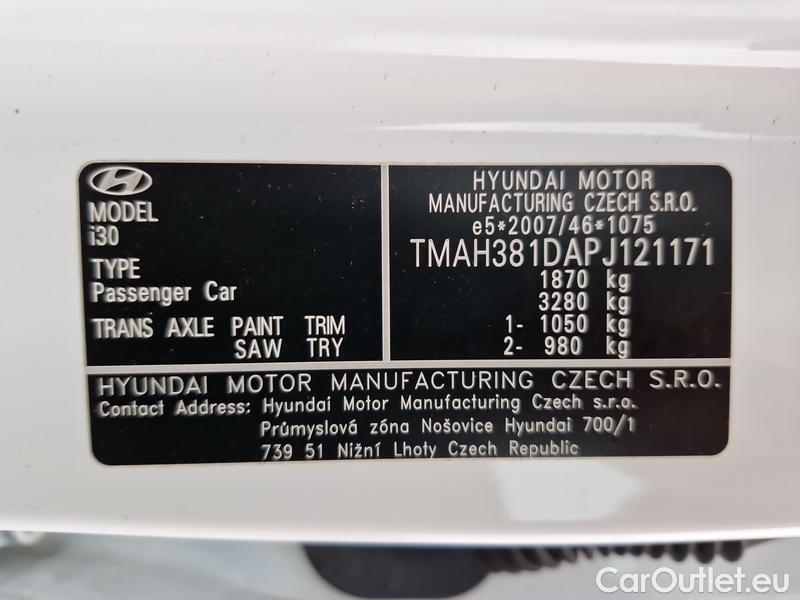 MODEL
i30
TYPE
Passenger Car
TRANS AXLE PAINT TRIM
SAW TRY
HYUNDAI MOTOR
MANUFACTURING CZECH S.R.O.
e5*2007/46*1075
TMAH381DAPJ121171
1870 kg
3280 kg
1- 1050 kg
2- 980 kg
HYUNDAI MOTOR MANUFACTURING CZECH S.R.O.
Contact Address: Hyundai Motor Manufacturing Czech s.r.o.
Průmyslová zóna Nošovice Hyundai 700/1
739 51 Nižní Lhoty Czech Republic
CarOutlet.eu